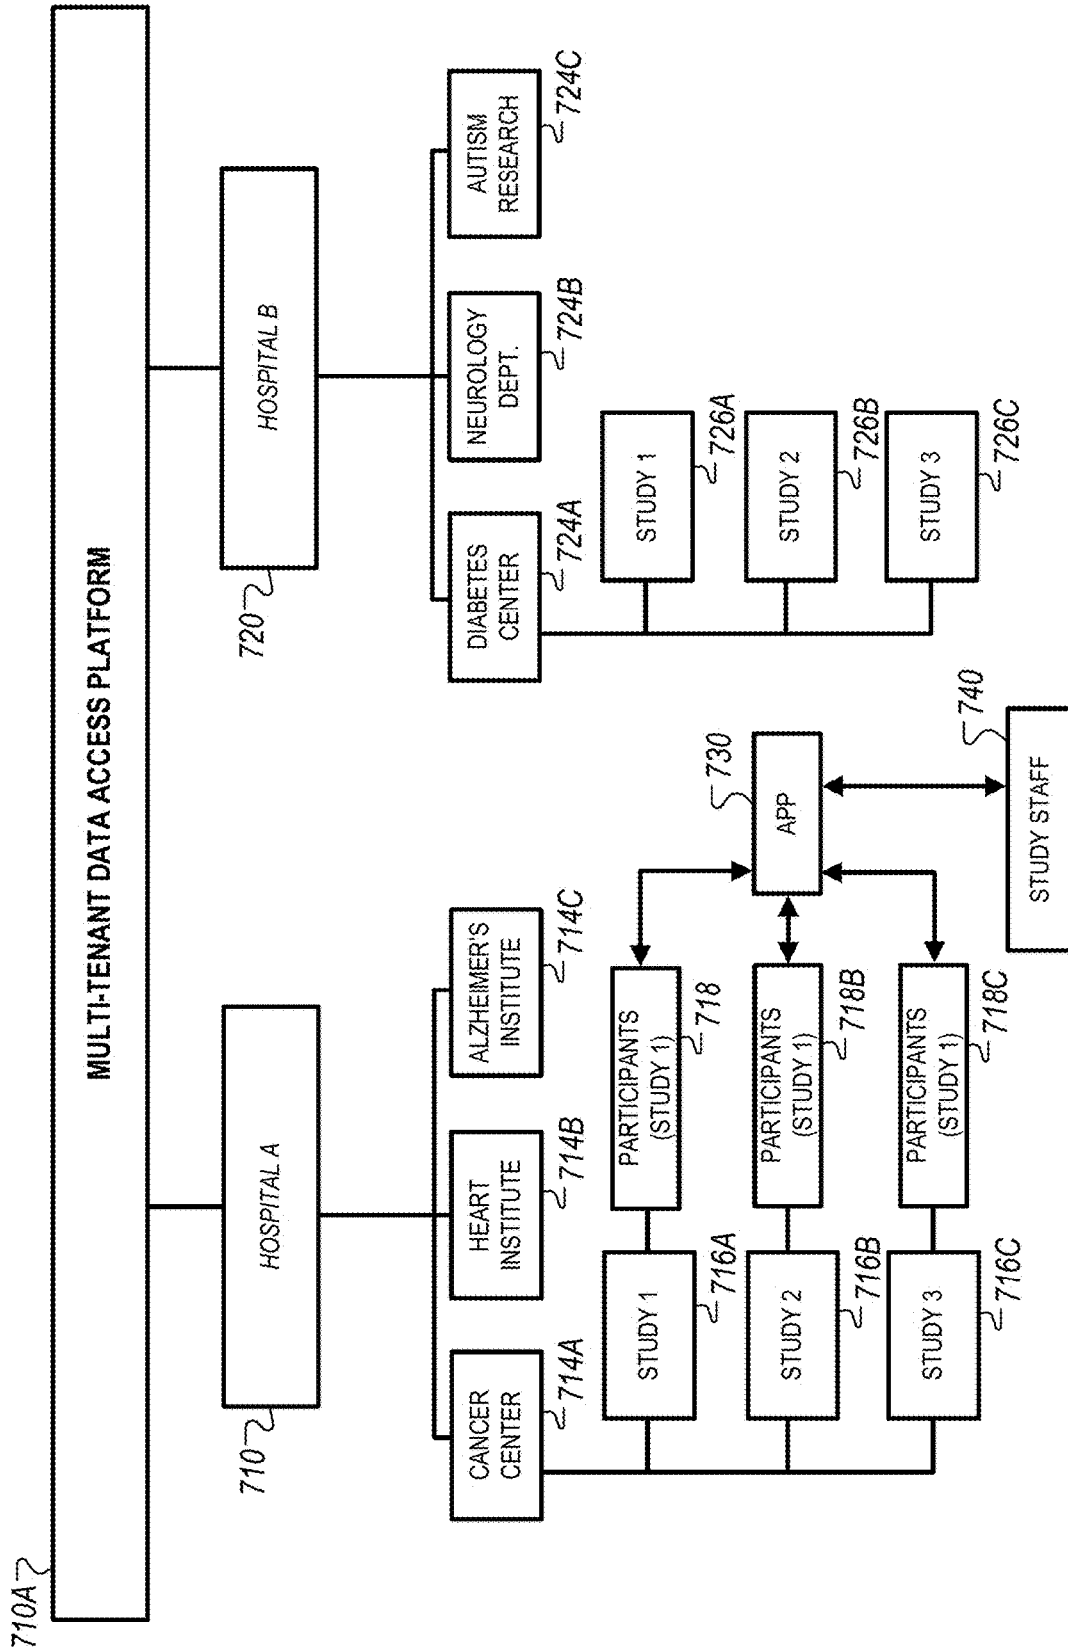 710A
MULTI-TENANT DATA ACCESS PLATFORM
710
HOSPITAL A
720
HOSPITAL B
CANCER
CENTER
714A
HEART
INSTITUTE
714B
ALZHEIMER'S
INSTITUTE
714C
DIABETES
CENTER
724A
NEUROLOGY
DEPT.
724B
AUTISM
RESEARCH
724C
STUDY 1
716A
PARTICIPANTS
(STUDY 1)
718
STUDY 2
716B
PARTICIPANTS
(STUDY 1)
718B
STUDY 3
716C
PARTICIPANTS
(STUDY 1)
718C
730
APP
740
STUDY STAFF
STUDY 1
726A
STUDY 2
726B
STUDY 3
726C